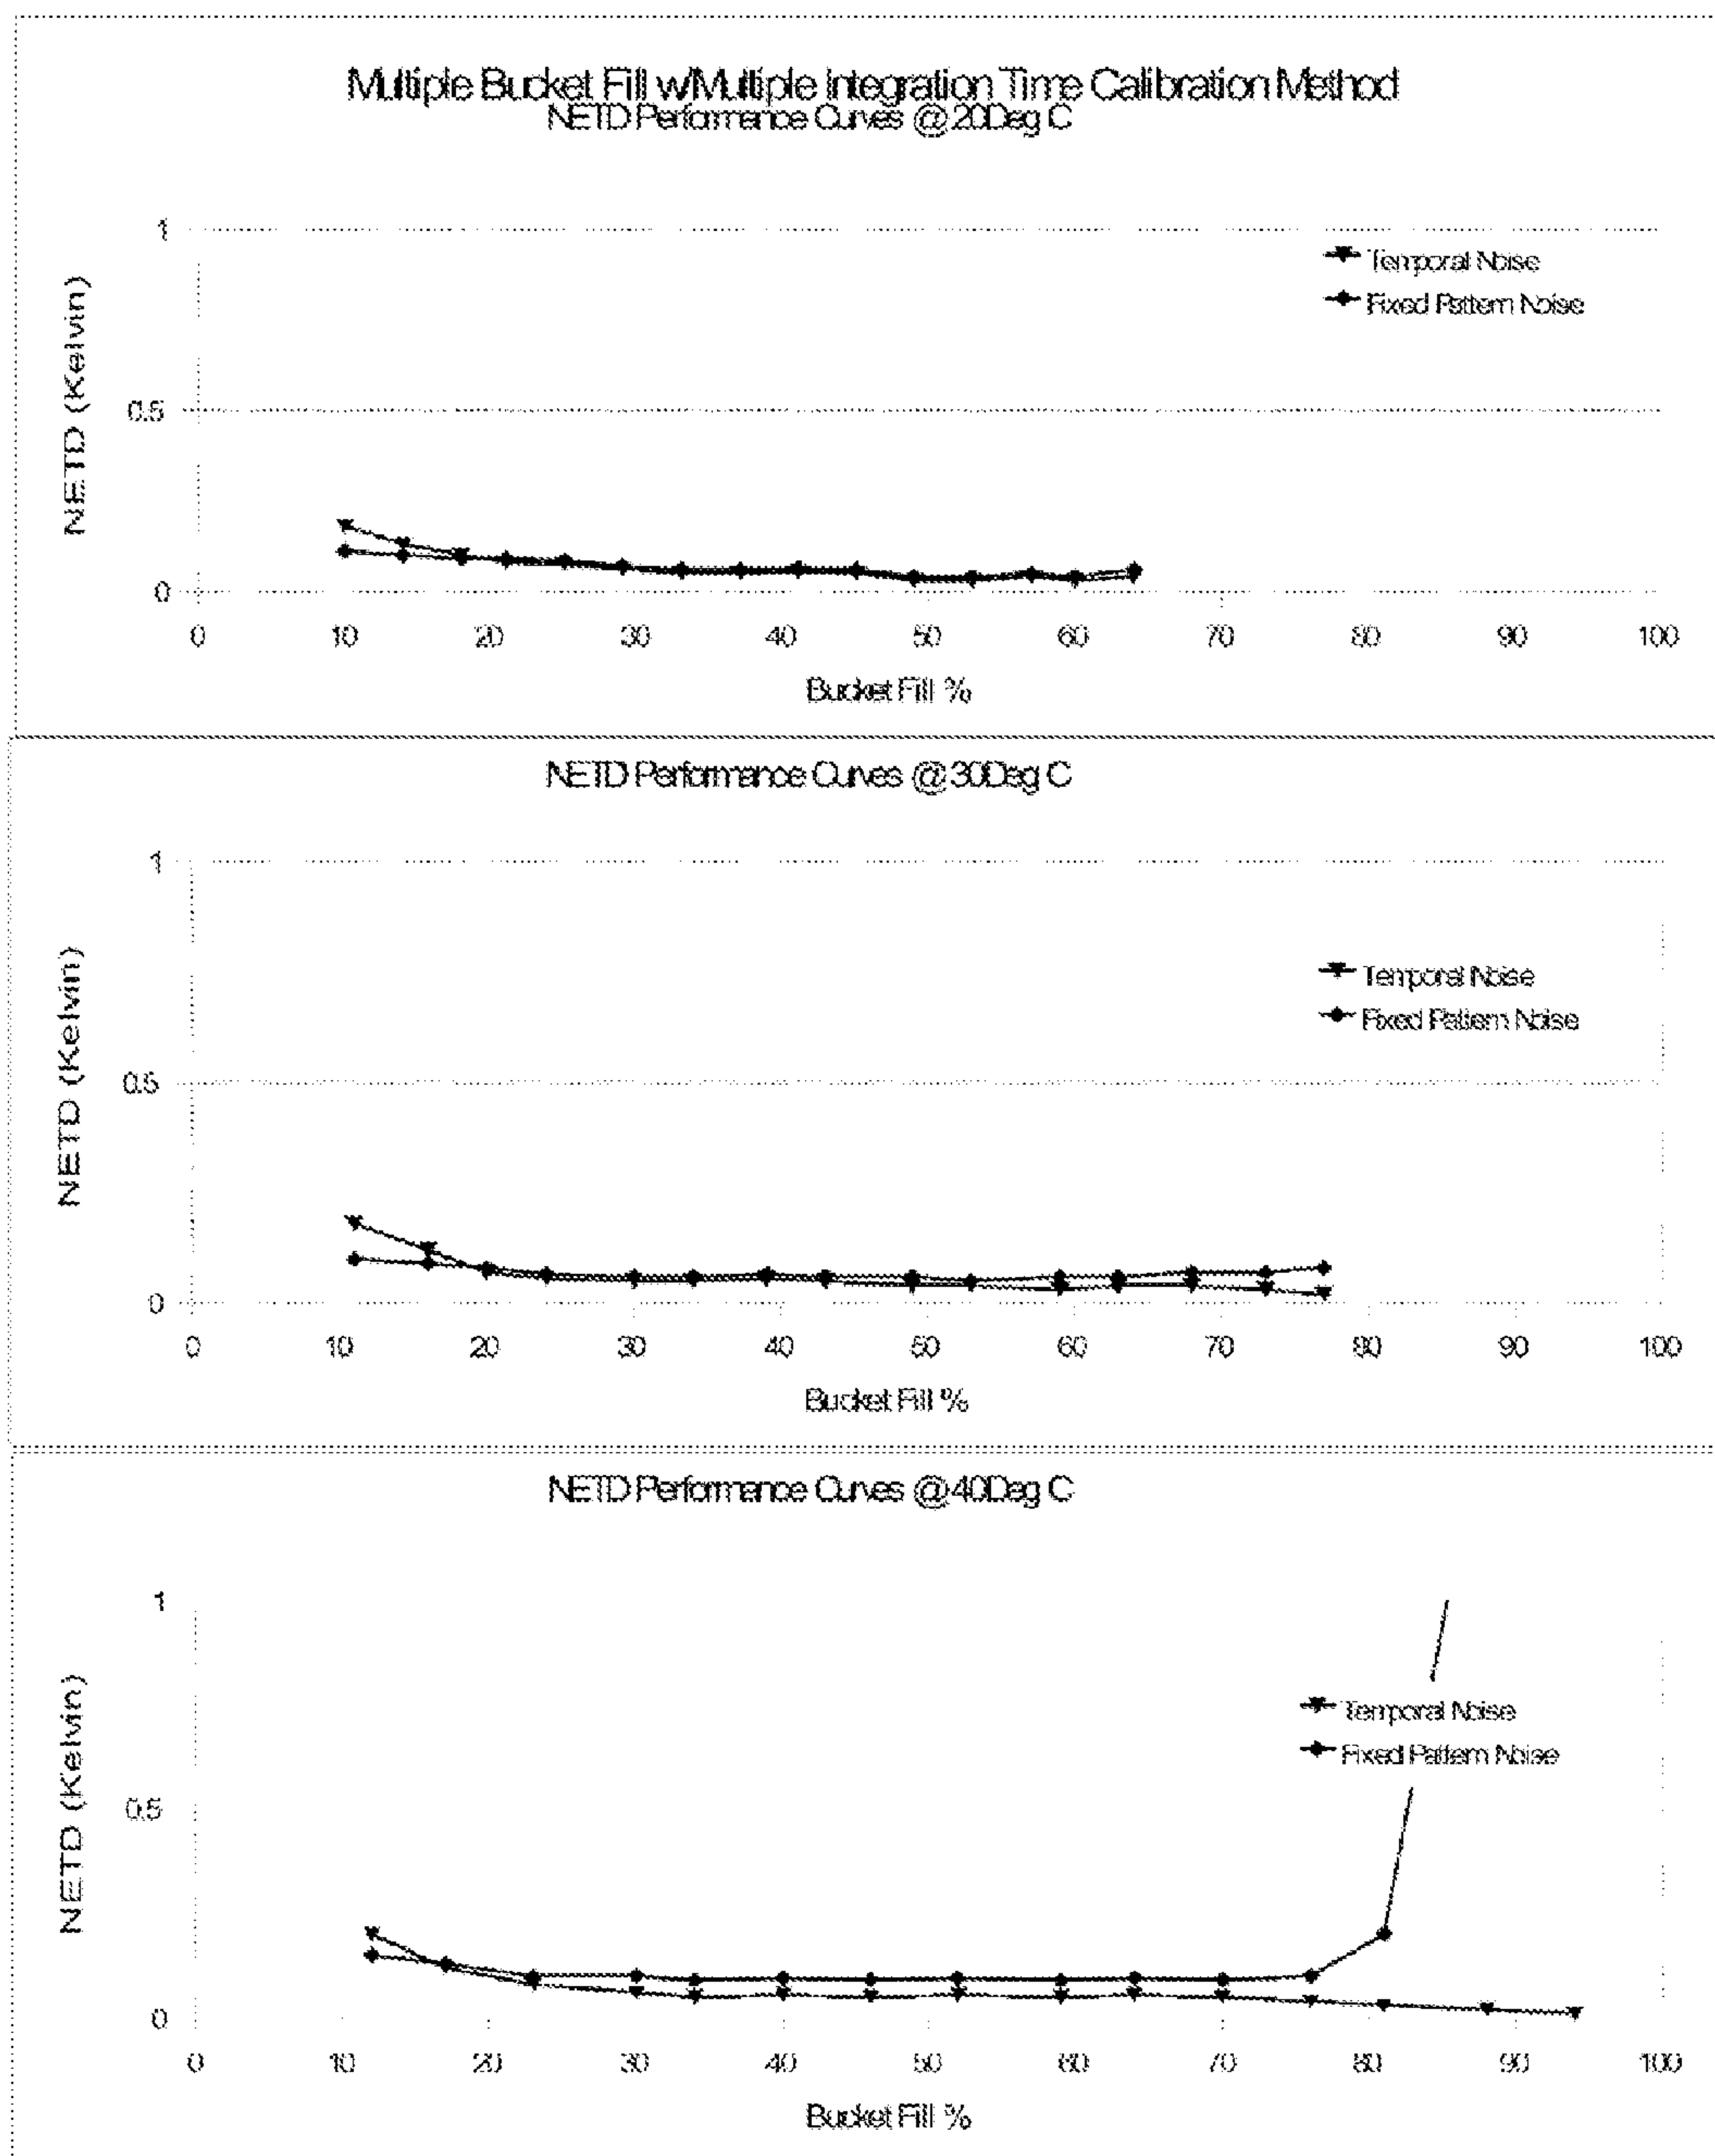 Multiple Bucket Fill w/Multiple Integration Time Calibration Method
NETD Performance Curves @ 20Deg C
1
0.5
0
NETD (Kelvin)
Temporal Noise
Fixed Pattern Noise
0 10 20 30 40 50 60 70 80 90 100
Bucket Fill %
NETD Performance Curves @ 30Deg C
1
0.5
0
NETD (Kelvin)
Temporal Noise
Fixed Pattern Noise
0 10 20 30 40 50 60 70 80 90 100
Bucket Fill %
NETD Performance Curves @ 40Deg C
1
0.5
0
NETD (Kelvin)
Temporal Noise
Fixed Pattern Noise
0 10 20 30 40 50 60 70 80 90 100
Bucket Fill %